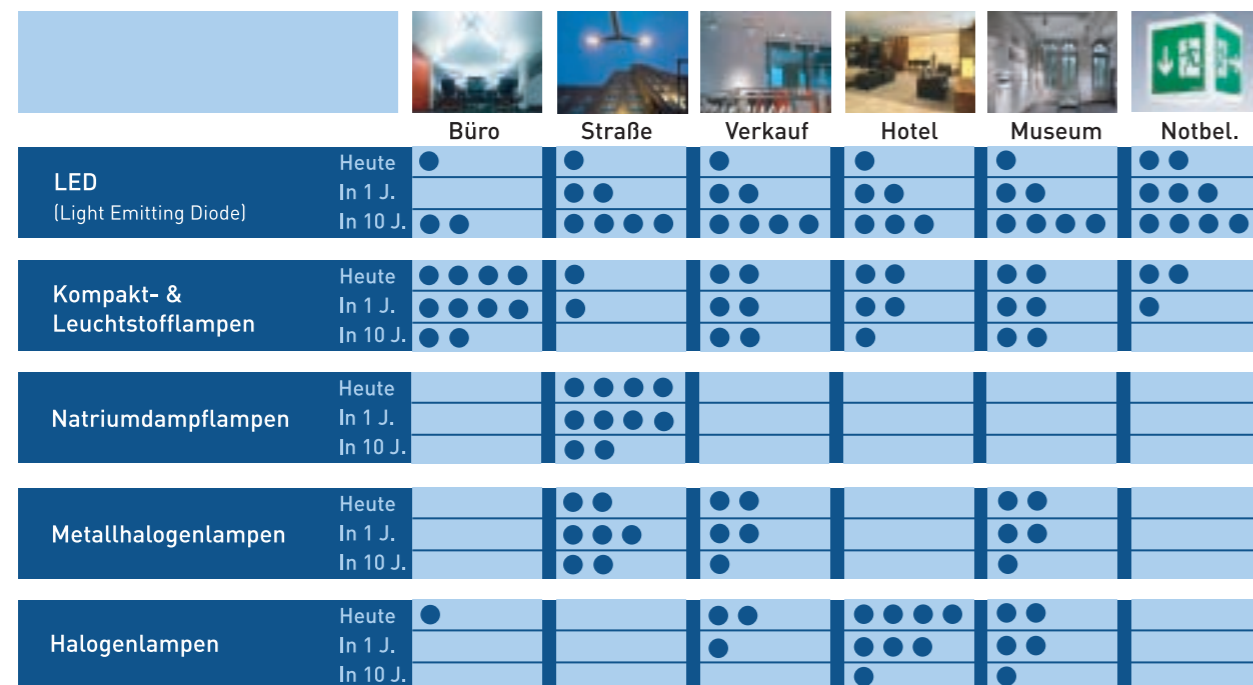 Büro Straße Verkauf Hotel Museum Notbel.
LED
(Light Emitting Diode)
Heute
In 1 J.
In 10 J.
Kompakt- &
Leuchtstofflampen
Heute
In 1 J.
In 10 J.
Natriumdampflampen
Heute
In 1 J.
In 10 J.
Metallhalogenlampen
Heute
In 1 J.
In 10 J.
Halogenlampen
Heute
In 1 J.
In 10 J.